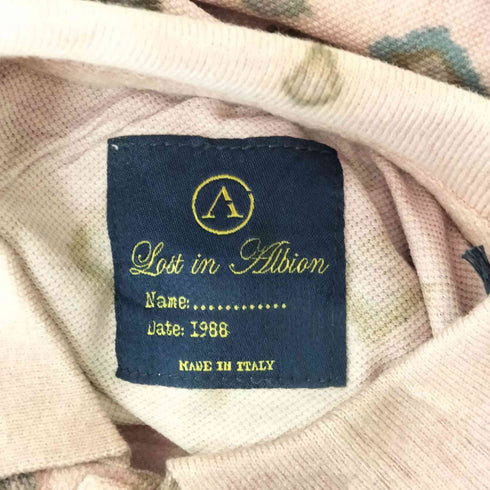 Lost in Albion
Name:.............
Date: 1988
MADE IN ITALY